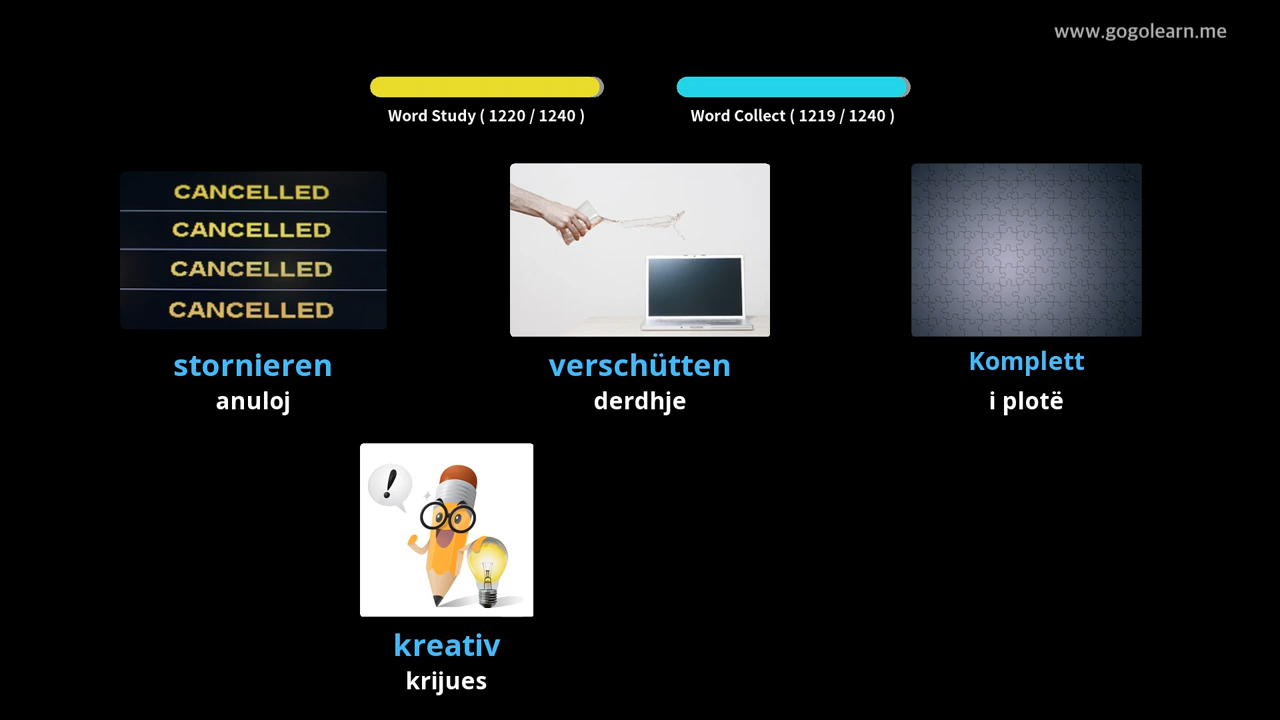 www.gogolearn.me
Word Study ( 1220 / 1240 )
Word Collect ( 1219 / 1240 )
CANCELLED
CANCELLED
CANCELLED
CANCELLED
stornieren
anuloj
verschütten
derdhje
Komplett
i plotë
!
kreativ
krijues